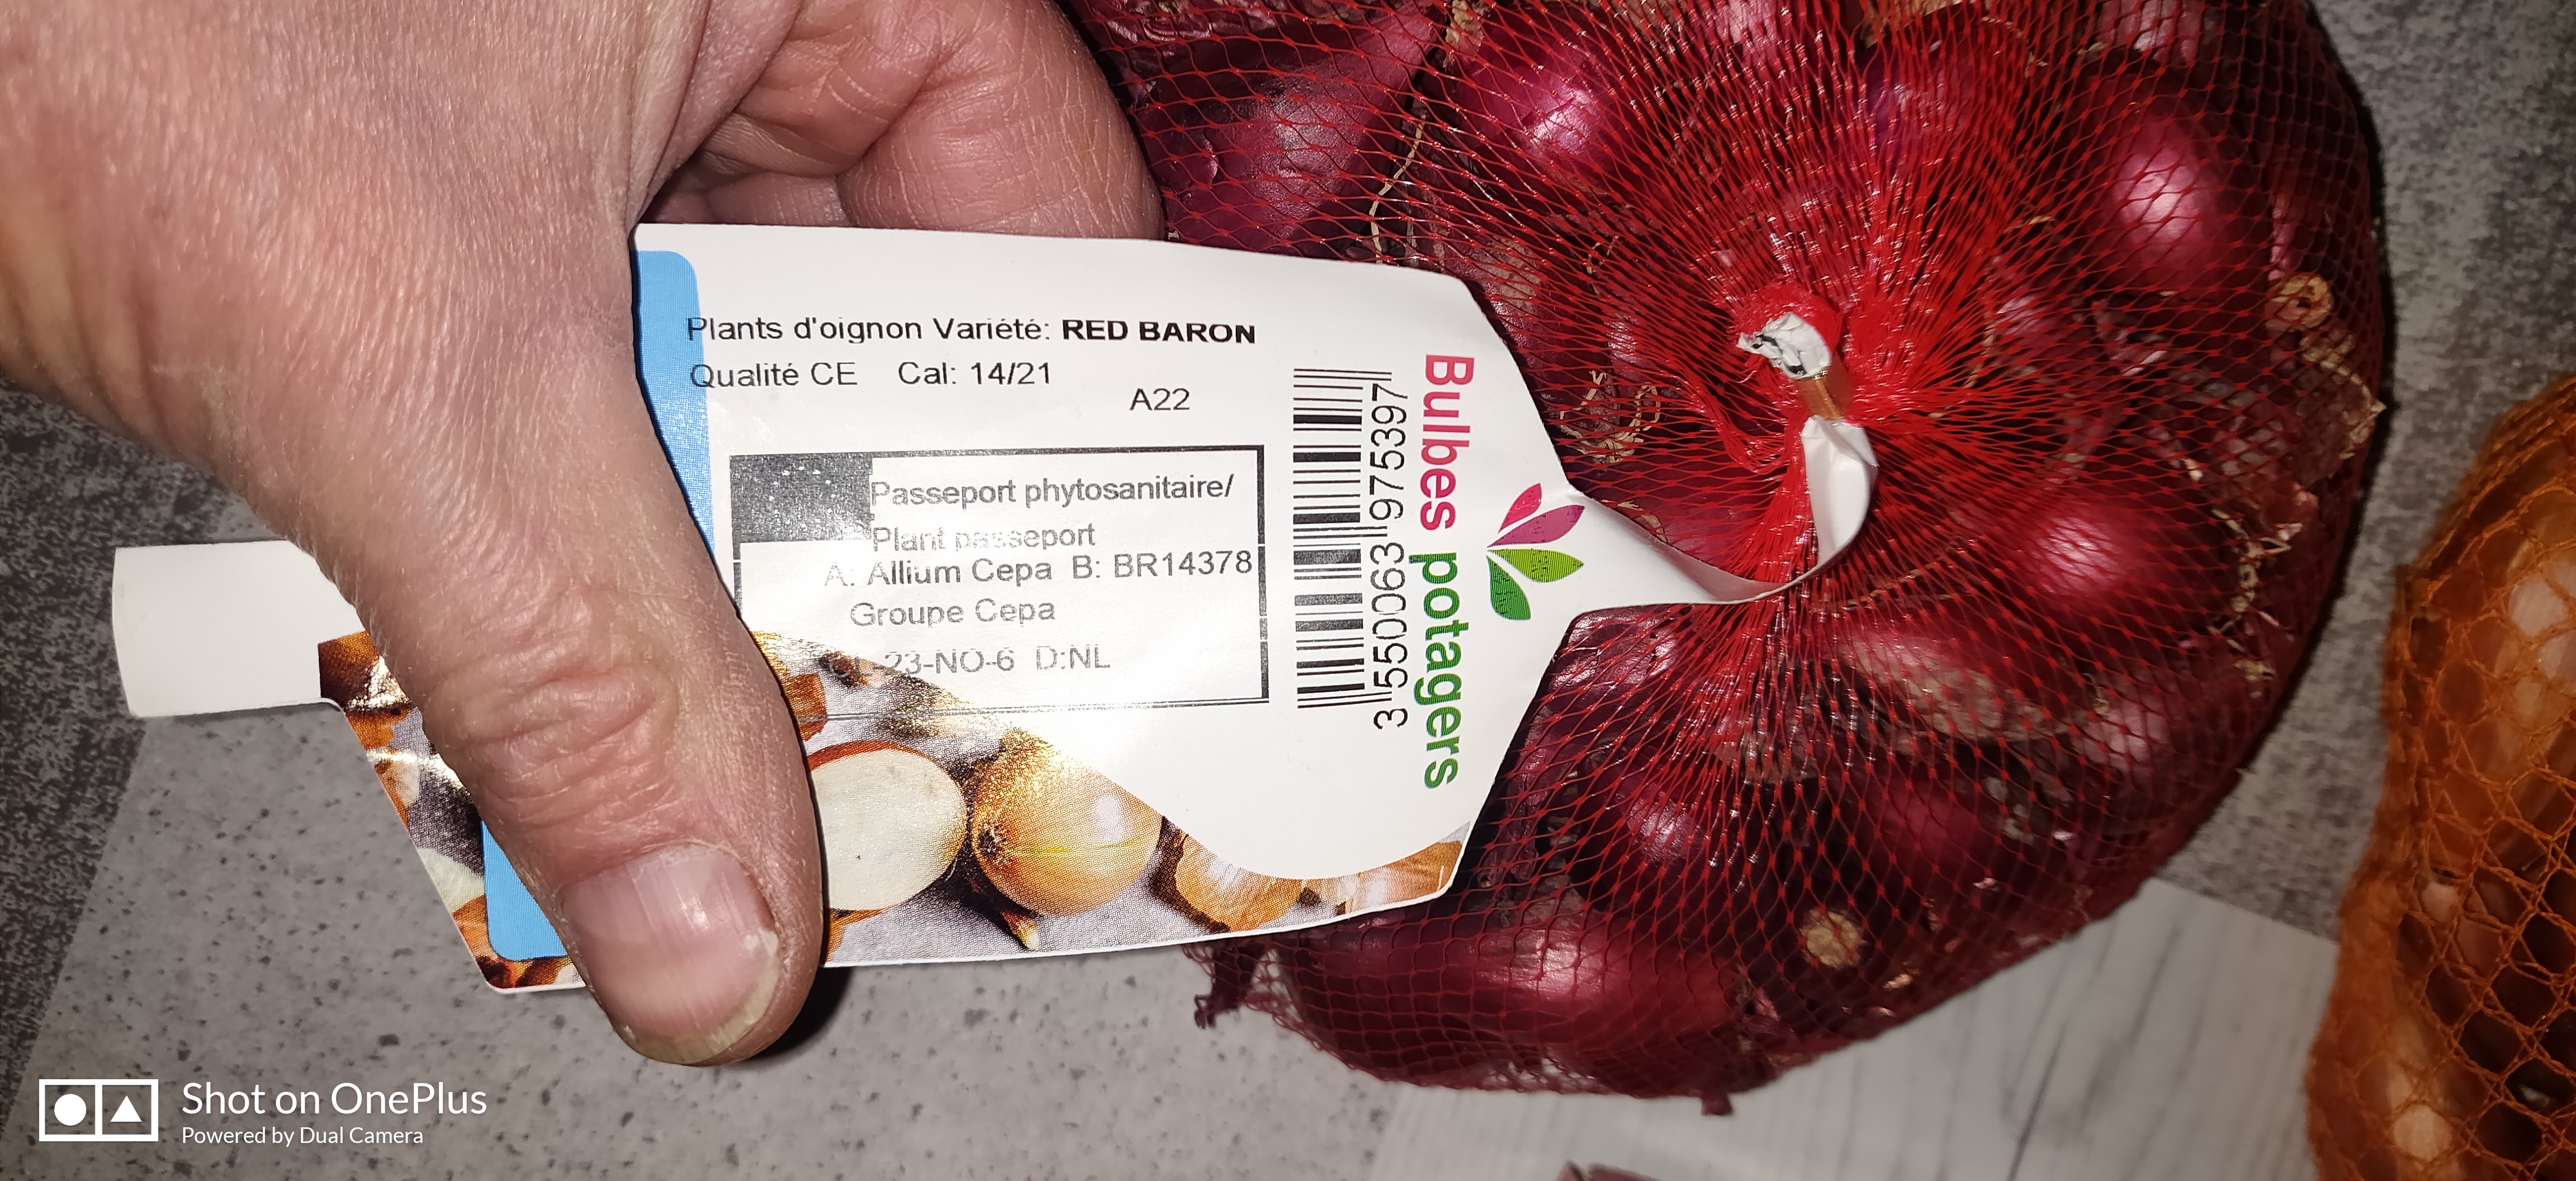 Plants d'oignon Variété: RED BARON
Qualité CE Cal: 14/21
A22
Passeport phytosanitaire/
Plant passeport
A: Allium Cepa B: BR14378
Groupe Cepa
23-NO-6 D:NL
3 550063 975397
Bulbes potagers
Shot on OnePlus
Powered by Dual Camera